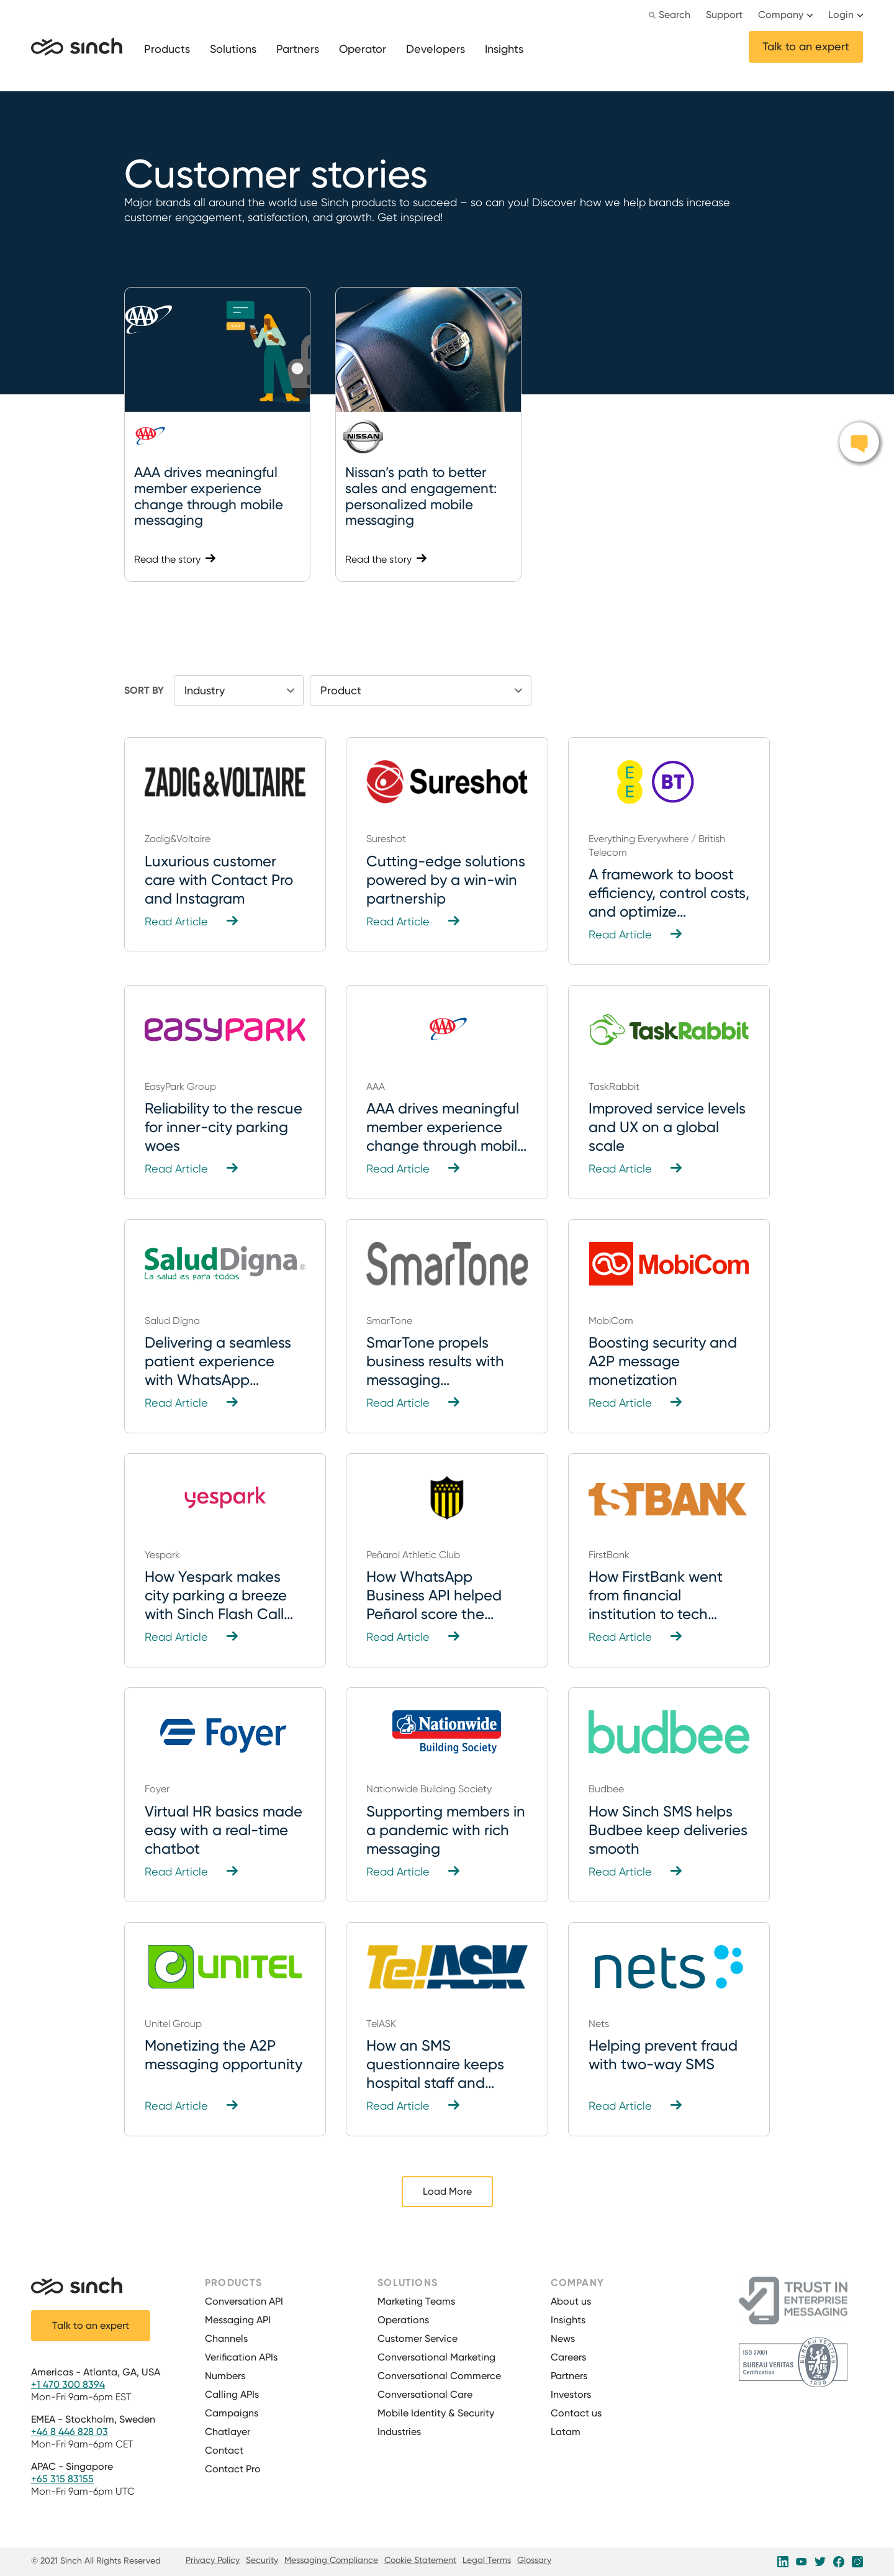 Search Support Company Login
sinch Products Solutions Partners Operator Developers Insights Talk to an expert
Customer stories
Major brands all around the world use Sinch products to succeed – so can you! Discover how we help brands increase
customer engagement, satisfaction, and growth. Get inspired!
AAA
NISSAN
AAA
NISSAN
AAA drives meaningful
member experience
change through mobile
messaging
Read the story
Nissan's path to better
sales and engagement:
personalized mobile
messaging
Read the story
SORT BY Industry Product
ZADIG&VOLTAIRE
Zadig&Voltaire
Luxurious customer
care with Contact Pro
and Instagram
Read Article
Sureshot
Sureshot
Cutting-edge solutions
powered by a win-win
partnership
Read Article
EE BT
Everything Everywhere / British
Telecom
A framework to boost
efficiency, control costs,
and optimize...
Read Article
easyPARK
EasyPark Group
Reliability to the rescue
for inner-city parking
woes
Read Article
AAA
AAA
AAA drives meaningful
member experience
change through mobil...
Read Article
TaskRabbit
TaskRabbit
Improved service levels
and UX on a global
scale
Read Article
SaludDigna®
La salud es para todos
Salud Digna
Delivering a seamless
patient experience
with WhatsApp...
Read Article
SmarTone
SmarTone
SmarTone propels
business results with
messaging...
Read Article
MobiCom
MobiCom
Boosting security and
A2P message
monetization
Read Article
yespark
Yespark
How Yespark makes
city parking a breeze
with Sinch Flash Call...
Read Article
Peñarol Athletic Club
How WhatsApp
Business API helped
Peñarol score the...
Read Article
1STBANK
FirstBank
How FirstBank went
from financial
institution to tech...
Read Article
Foyer
Foyer
Virtual HR basics made
easy with a real-time
chatbot
Read Article
Nationwide
Building Society
Nationwide Building Society
Supporting members in
a pandemic with rich
messaging
Read Article
budbee
Budbee
How Sinch SMS helps
Budbee keep deliveries
smooth
Read Article
UNITEL
Unitel Group
Monetizing the A2P
messaging opportunity
Read Article
TelASK
TelASK
How an SMS
questionnaire keeps
hospital staff and...
Read Article
nets
Nets
Helping prevent fraud
with two-way SMS
Read Article
Load More
sinch
Talk to an expert
Americas - Atlanta, GA, USA
+1 470 300 8394
Mon-Fri 9am-6pm EST
EMEA - Stockholm, Sweden
+46 8 446 828 03
Mon-Fri 9am-6pm CET
APAC - Singapore
+65 315 83155
Mon-Fri 9am-6pm UTC
PRODUCTS
Conversation API
Messaging API
Channels
Verification APIs
Numbers
Calling APIs
Campaigns
Chatlayer
Contact
Contact Pro
SOLUTIONS
Marketing Teams
Operations
Customer Service
Conversational Marketing
Conversational Commerce
Conversational Care
Mobile Identity & Security
Industries
COMPANY
About us
Insights
News
Careers
Partners
Investors
Contact us
Latam
TRUST IN
ENTERPRISE
MESSAGING
ISO 27001
BUREAU VERITAS
Certification
BUREAU VERITAS
1828
© 2021 Sinch All Rights Reserved Privacy Policy Security Messaging Compliance Cookie Statement Legal Terms Glossary